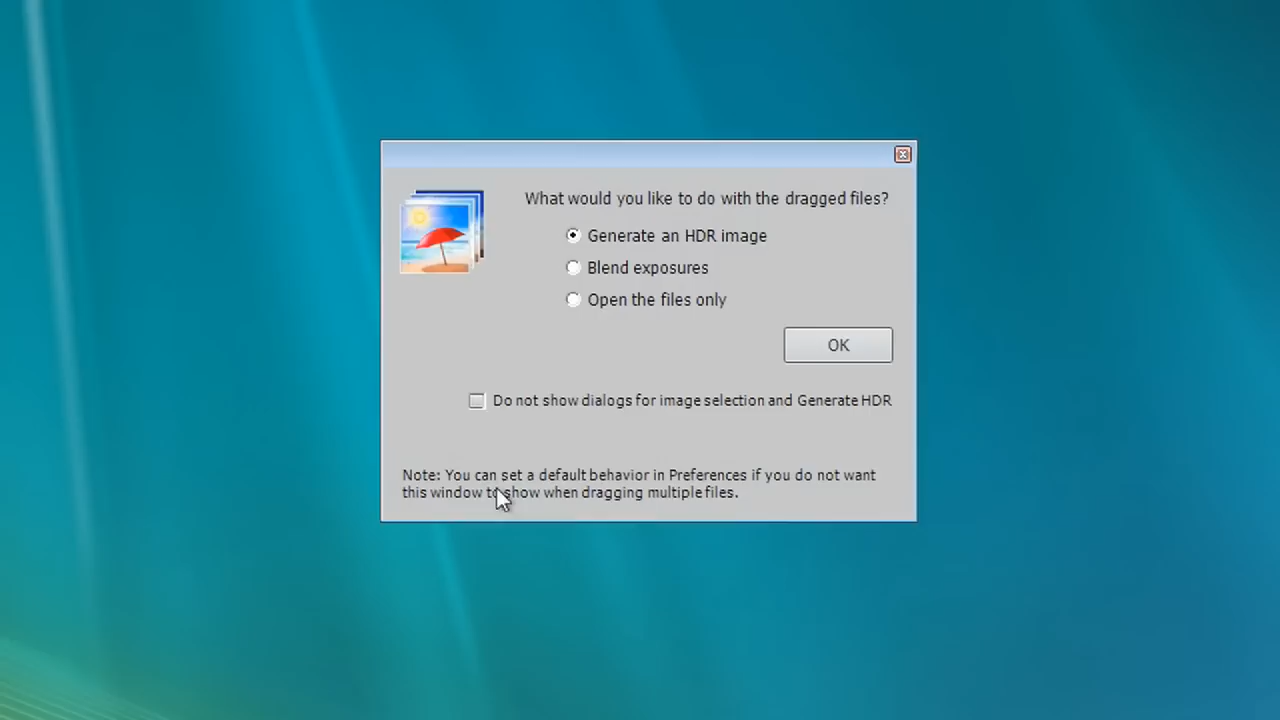 What would you like to do with the dragged files?
Generate an HDR image
Blend exposures
Open the files only
OK
Do not show dialogs for image selection and Generate HDR
Note: You can set a default behavior in Preferences if you do not want
this window to show when dragging multiple files.